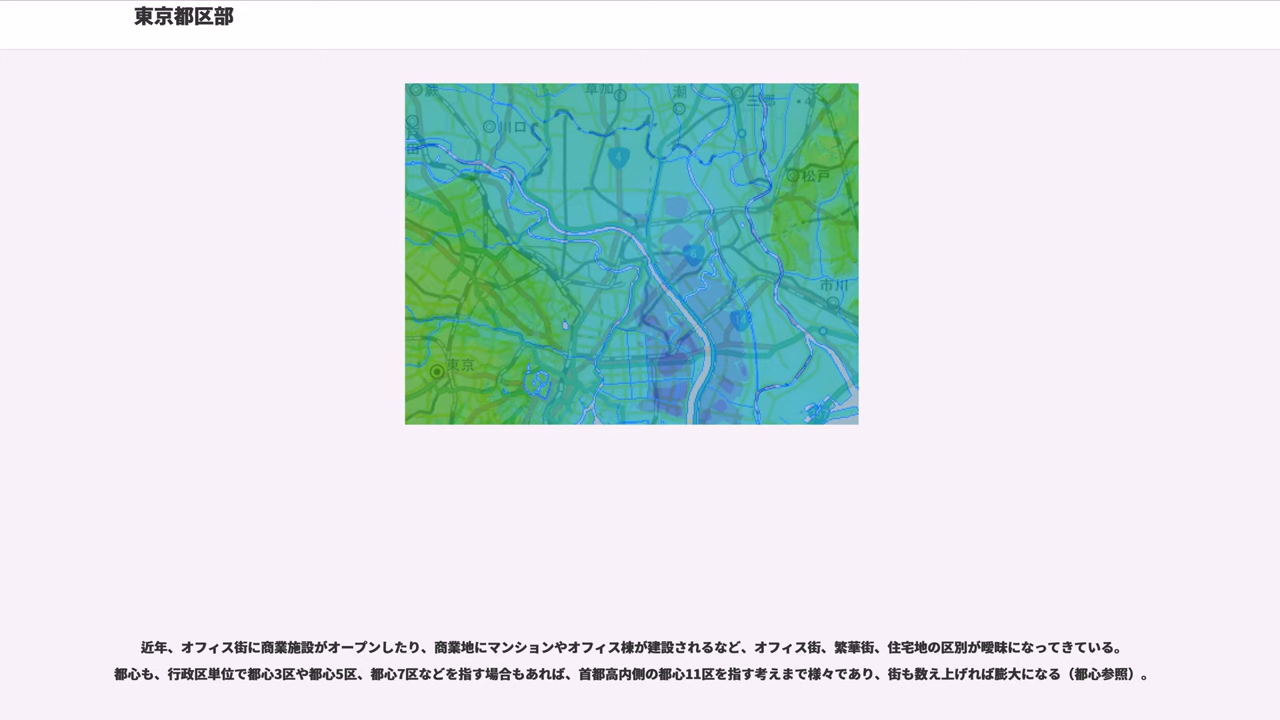 東京都区部
蕨
草加
潮
三郷
川口
戸
田
4
松戸
6
市川
東京
近年、オフィス街に商業施設がオープンしたり、商業地にマンションやオフィス棟が建設されるなど、オフィス街、繁華街、住宅地の区別が曖昧になってきている。
都心も、行政区単位で都心3区や都心5区、都心7区などを指す場合もあれば、首都高内側の都心11区を指す考えまで様々であり、街も数え上げれば膨大になる（都心参照）。